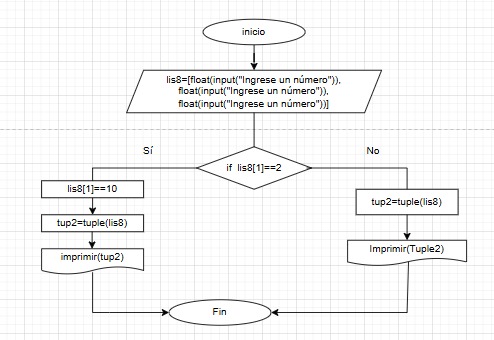 inicio
lis8=[float(input("Ingrese un número")),
float(input("Ingrese un número")),
float(input("Ingrese un número"))]
Sí
No
if lis8[1]==2
lis8[1]==10
tup2=tuple(lis8)
tup2=tuple(lis8)
imprimir(tup2)
Imprimir(Tuple2)
Fin